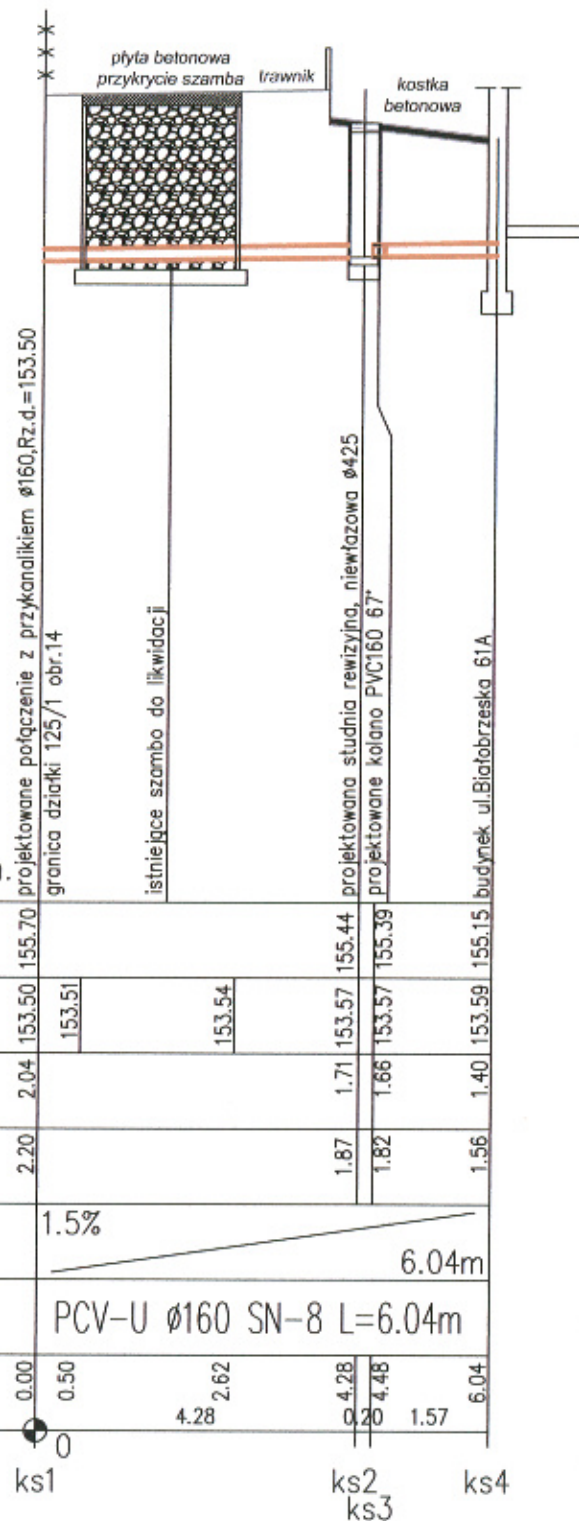 płyta betonowa
przykrycie szamba
trawnik
kostka
betonowa
projektowane połączenie z przykanalikiem ø160,Rz.d.=153.50
granica działki 125/1 obr.14
istniejące szambo do likwidacji
projektowana studnia rewizyjna, niewłazowa ø425
projektowane kolano PVC160 67°
budynek ul.Białobrzeska 61A
155.70 155.44 155.39 155.15
153.50 153.51 153.54 153.57 153.57 153.59
2.04 1.71 1.66 1.40
2.20 1.87 1.82 1.56
1.5%
6.04m
PCV-U ø160 SN-8 L=6.04m
0.00 0.50 2.62 4.28 4.48 6.04
4.28 0.20 1.57
0
ks1 ks2 ks4
ks3